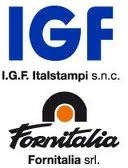 IGF
I.G.F. Italstampi s.n.c.
Fornitalia
Fornitalia srl.